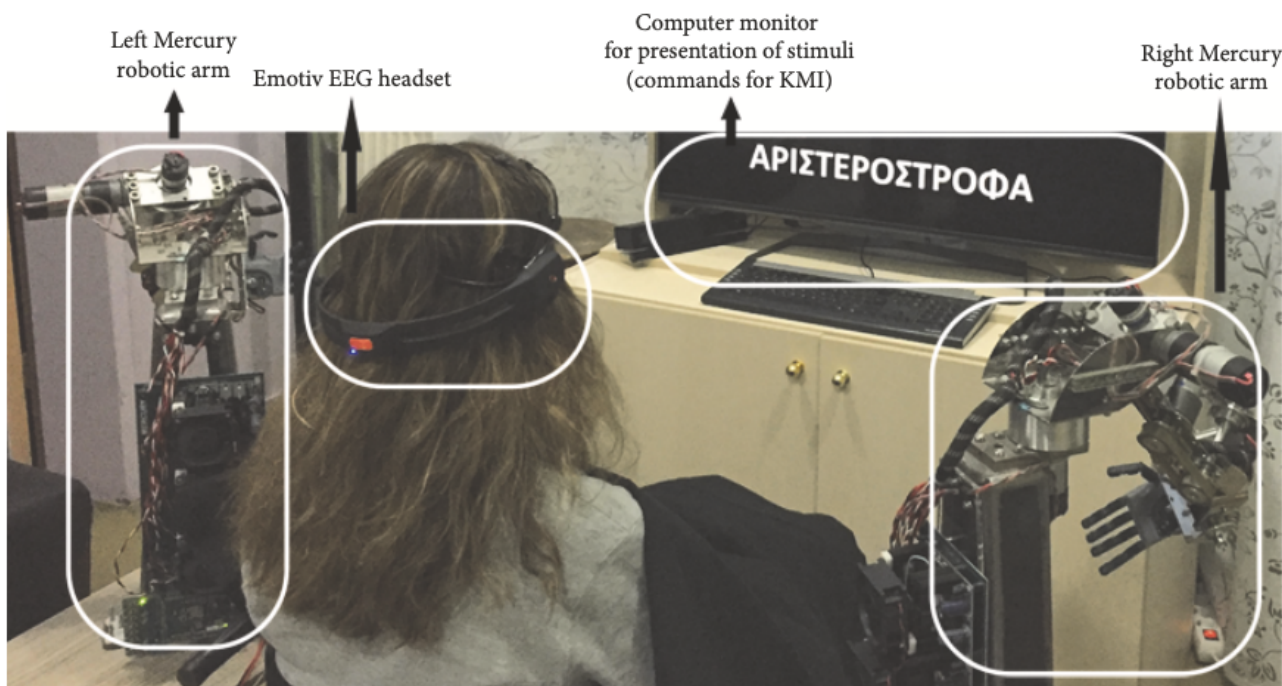 Left Mercury
robotic arm
Emotiv EEG headset
Computer monitor
for presentation of stimuli
(commands for KMI)
Right Mercury
robotic arm
ΑΡΙΣΤΕΡΟΣΤΡΟΦΑ